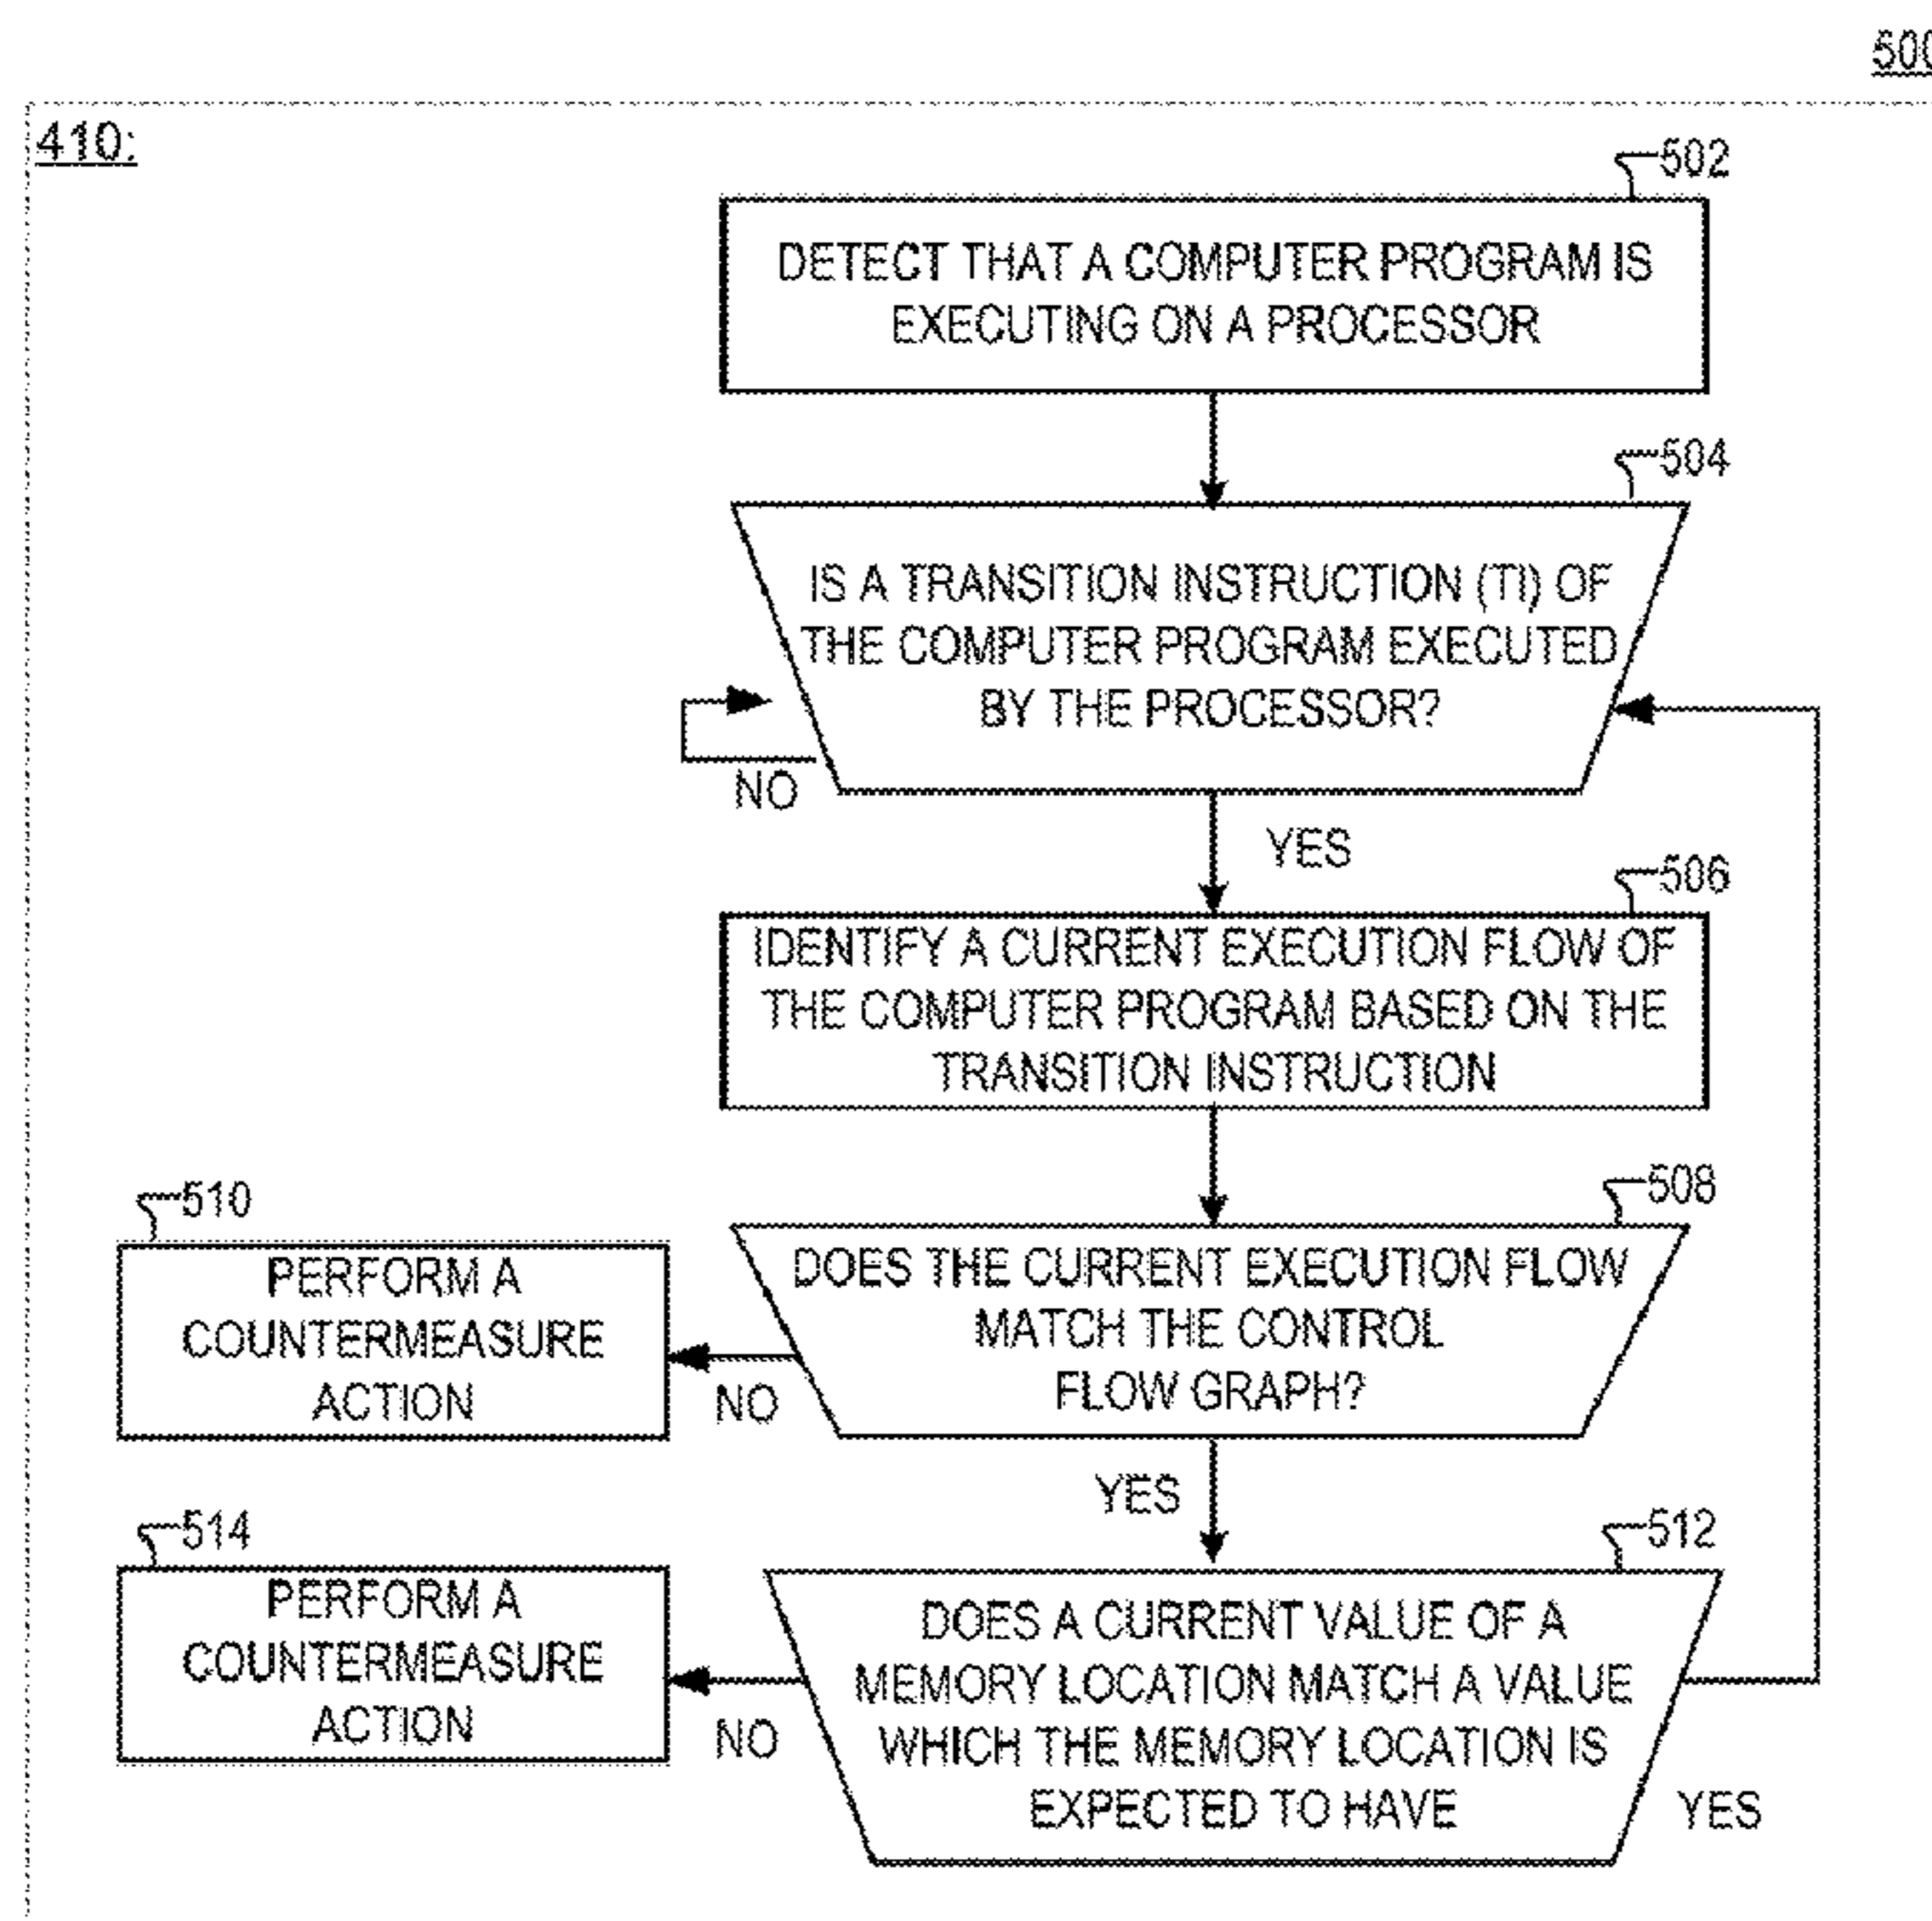 500
410:
502
DETECT THAT A COMPUTER PROGRAM IS
EXECUTING ON A PROCESSOR
504
IS A TRANSITION INSTRUCTION (TI) OF
THE COMPUTER PROGRAM EXECUTED
BY THE PROCESSOR?
NO
YES
506
IDENTIFY A CURRENT EXECUTION FLOW OF
THE COMPUTER PROGRAM BASED ON THE
TRANSITION INSTRUCTION
508
DOES THE CURRENT EXECUTION FLOW
MATCH THE CONTROL
FLOW GRAPH?
510
PERFORM A
COUNTERMEASURE
ACTION
NO
YES
512
DOES A CURRENT VALUE OF A
MEMORY LOCATION MATCH A VALUE
WHICH THE MEMORY LOCATION IS
EXPECTED TO HAVE
514
PERFORM A
COUNTERMEASURE
ACTION
NO
YES